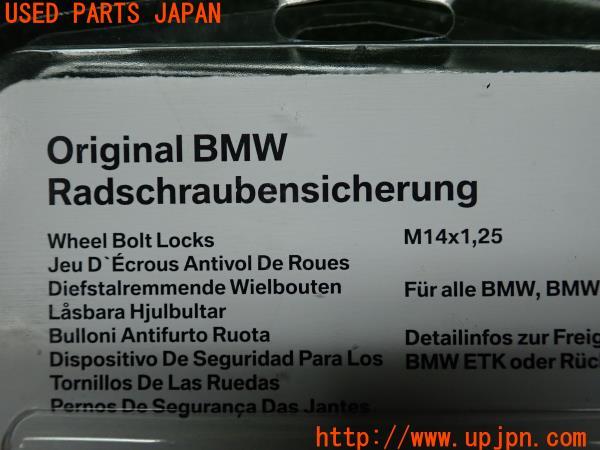 USED PARTS JAPAN
Original BMW
Radschraubensicherung
Wheel Bolt Locks
Jeu D`Écrous Antivol De Roues
Diefstalremmende Wielbouten
Låsbara Hjulbultar
Bulloni Antifurto Ruota
Dispositivo De Seguridad Para Los
Tornillos De Las Ruedas
Pernos De Segurança Das Jantes
M14x1,25
Für alle BMW, BMW
Detailinfos zur
BMW ETK oder
http://www.upjpn.com/